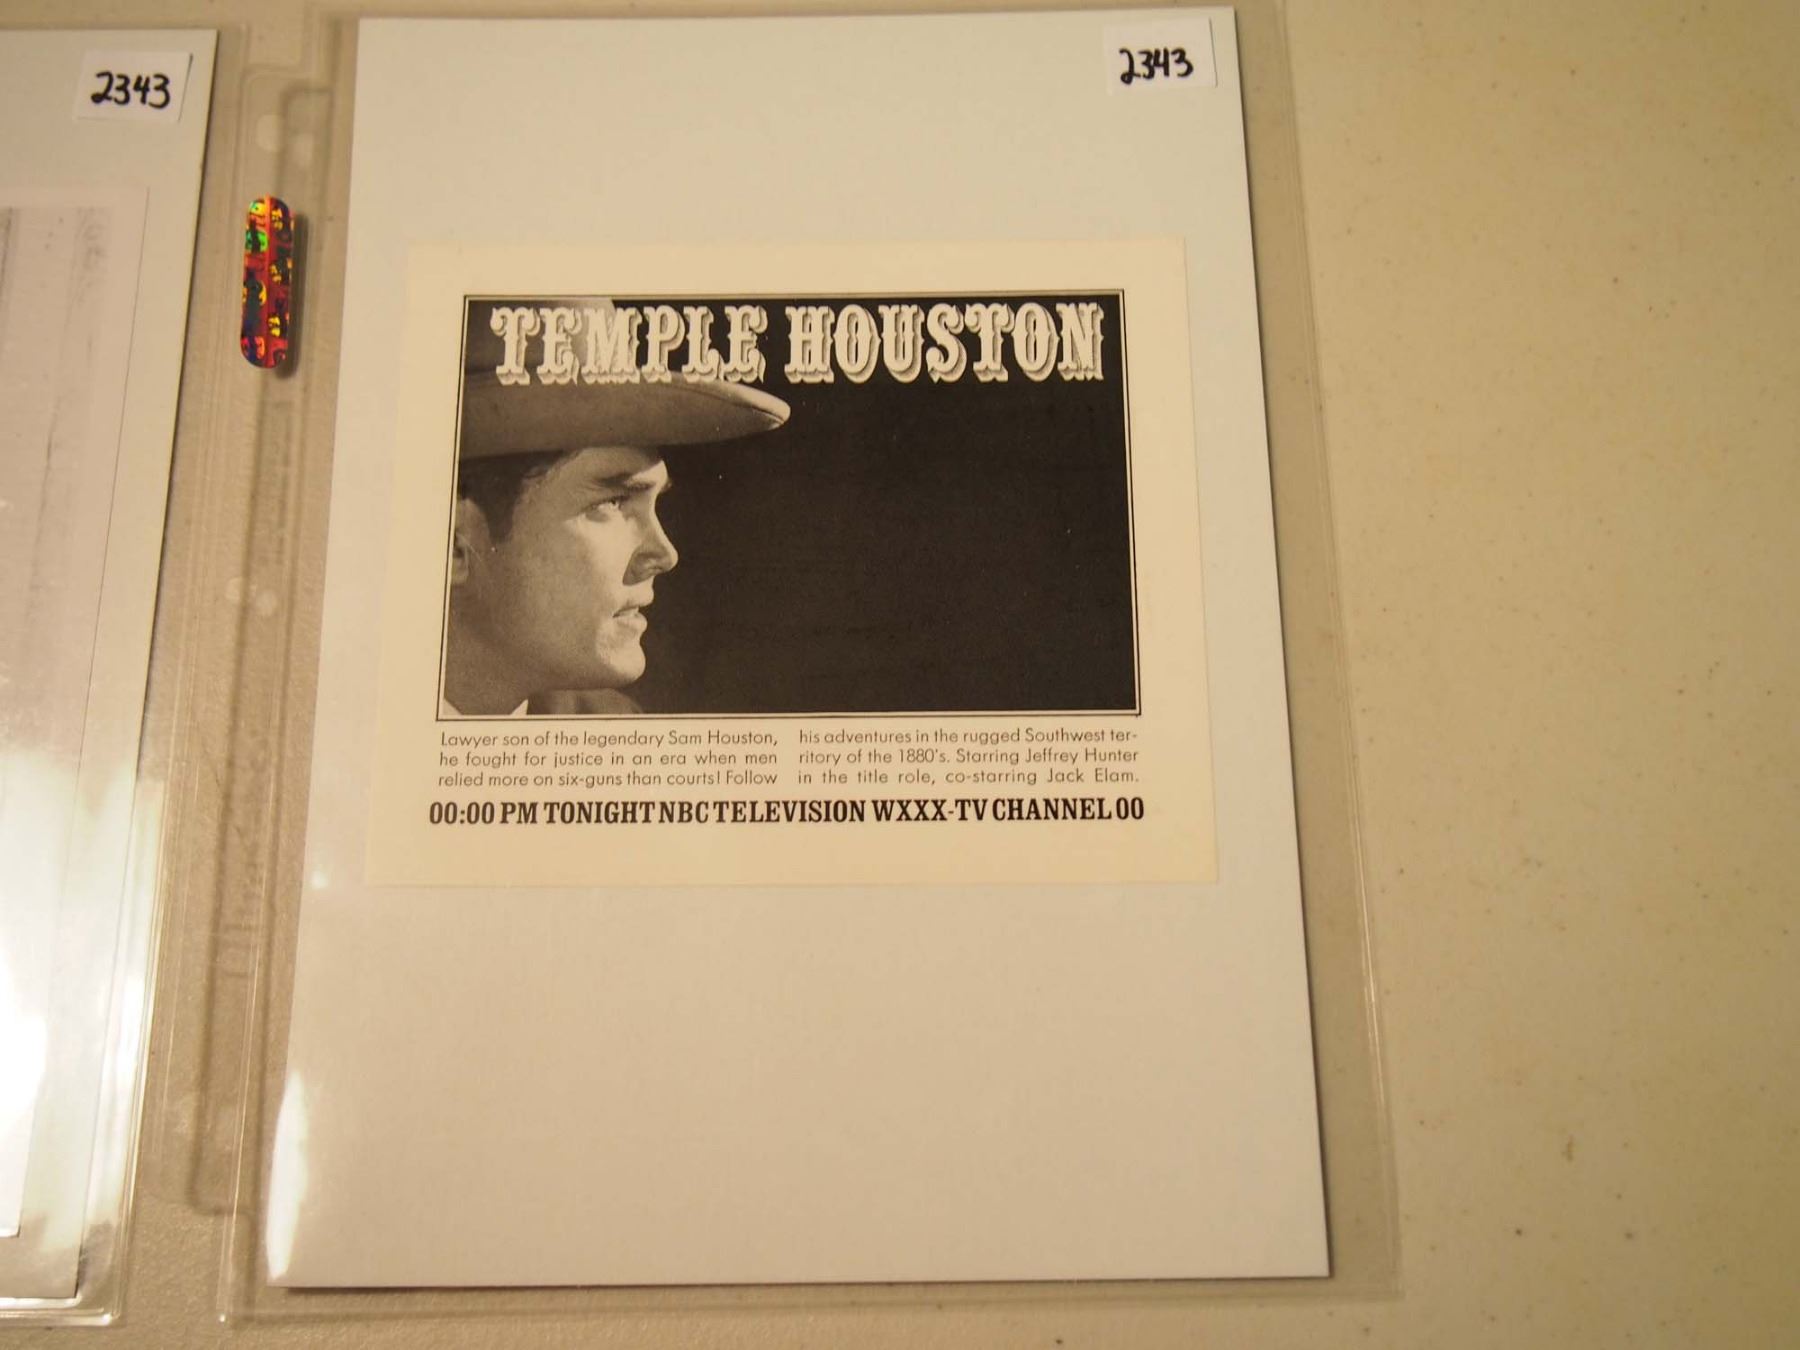 2343
2343
TEMPLE HOUSTON
Lawyer son of the legendary Sam Houston,
he fought for justice in an era when men
relied more on six-guns than courts! Follow
his adventures in the rugged Southwest ter-
ritory of the 1880's. Starring Jeffrey Hunter
in the title role, co-starring Jack Elam.
00:00 PM TONIGHT NBC TELEVISION WXXX-TV CHANNEL 00